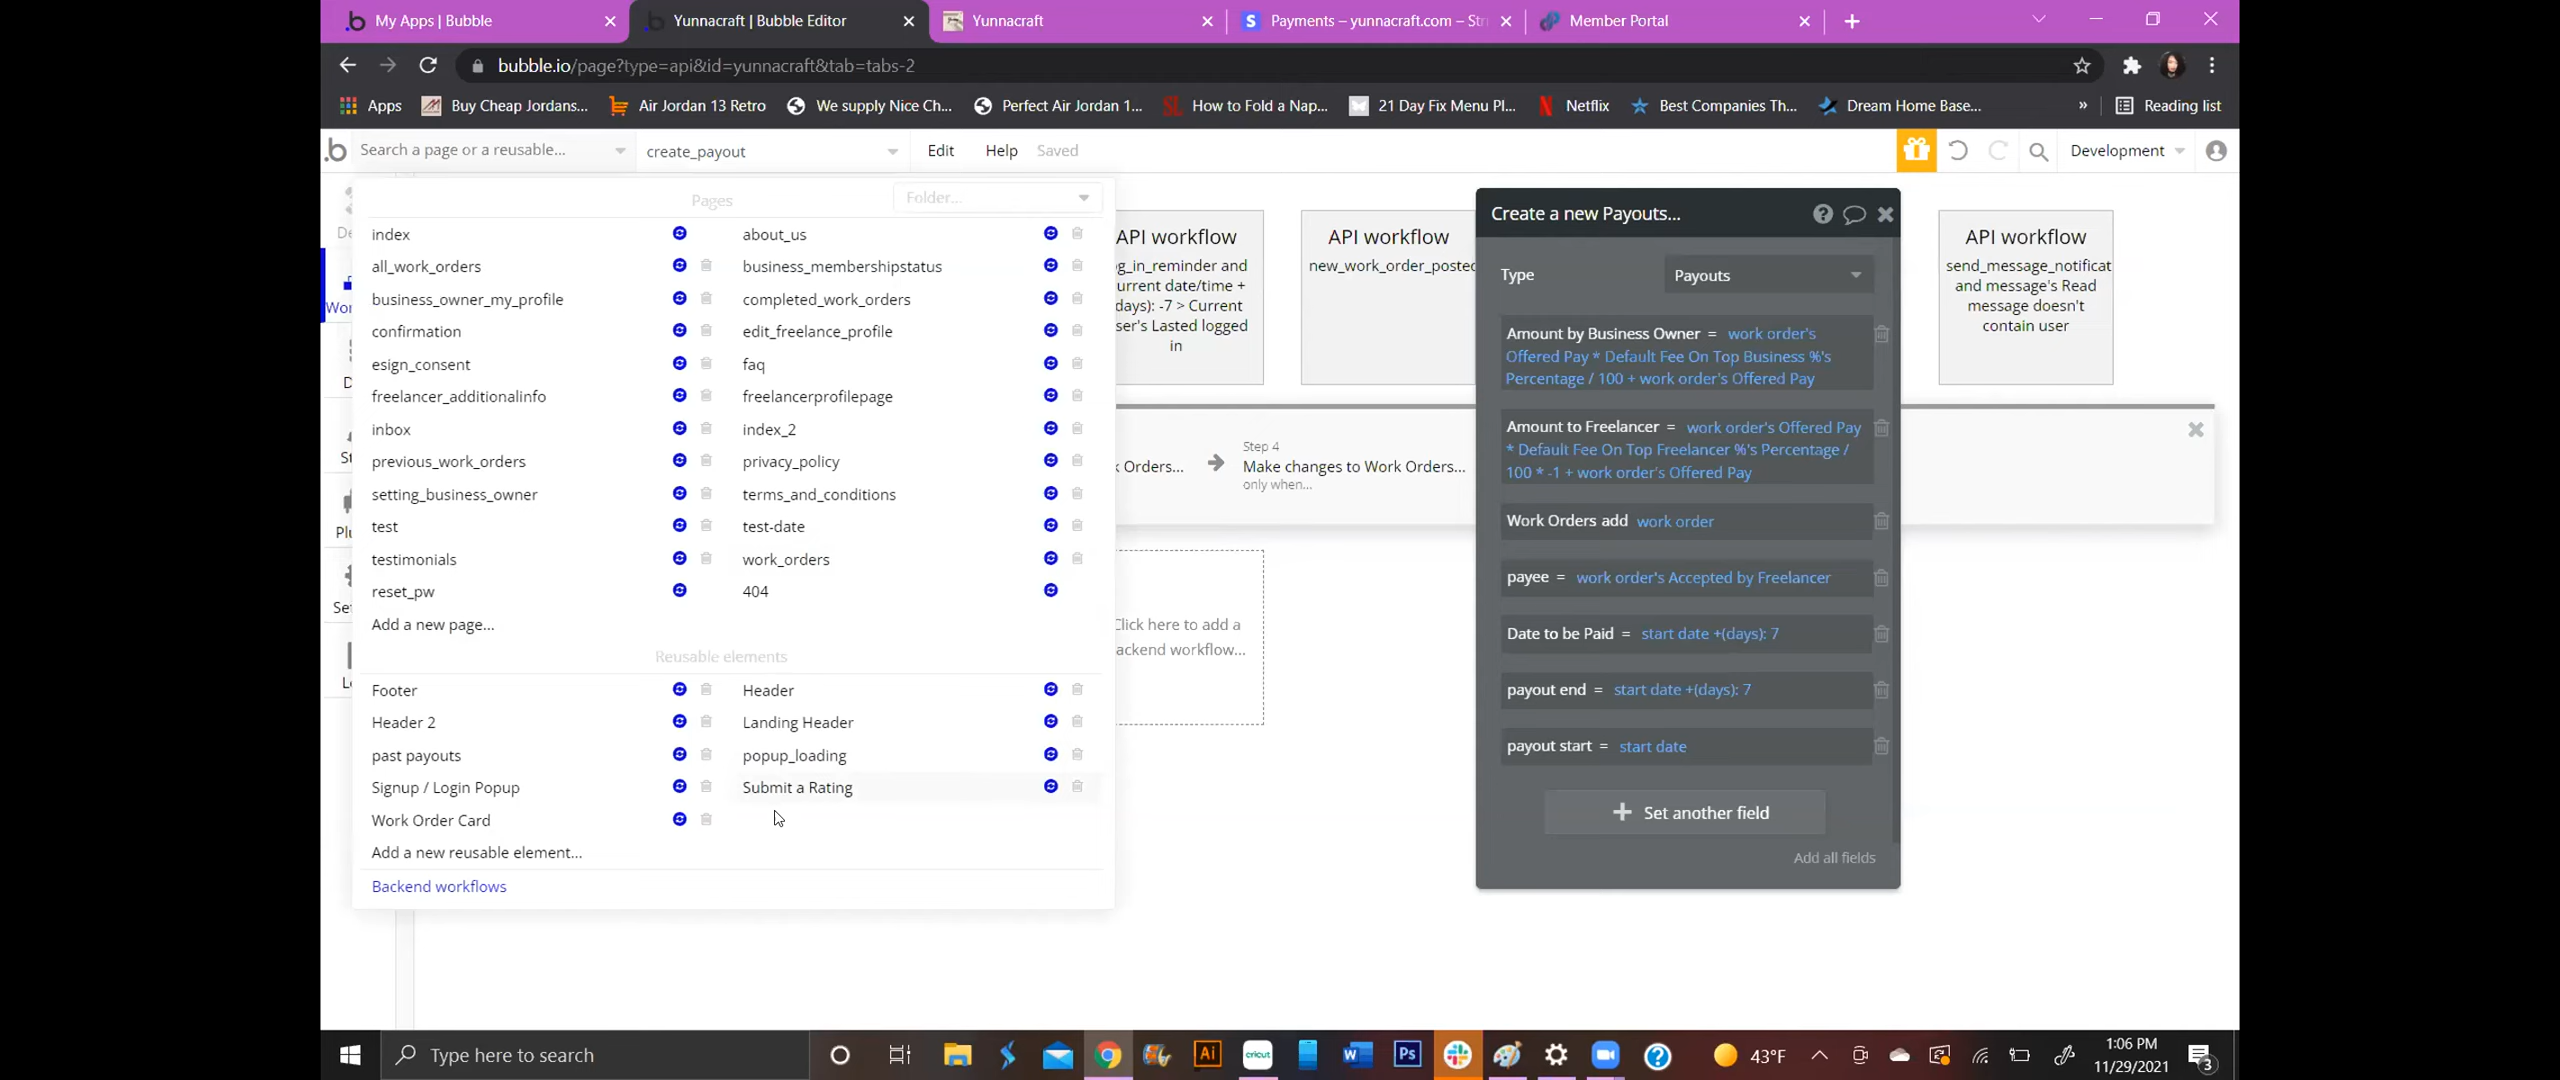 My Apps | Bubble
Yunnacraft | Bubble Editor
Yunnacraft
S
Payments – yunnacraft.com – Str
Member Portal
bubble.io/page?type=api&id=yunnacraft&tab=tabs-2
Apps
Buy Cheap Jordans...
Air Jordan 13 Retro
We supply Nice Ch...
Perfect Air Jordan 1...
SL
How to Fold a Nap...
21 Day Fix Menu Pl...
N
Netflix
Best Companies Th...
Dream Home Base...
»
Reading list
.b
Search a page or a reusable...
create_payout
Edit
Help
Saved
Development
Pages
Folder...
index
about_us
all_work_orders
business_membershipstatus
business_owner_my_profile
completed_work_orders
confirmation
edit_freelance_profile
esign_consent
faq
freelancer_additionalinfo
freelancerprofilepage
inbox
index_2
previous_work_orders
privacy_policy
setting_business_owner
terms_and_conditions
test
test-date
testimonials
work_orders
reset_pw
404
Add a new page...
Reusable elements
Footer
Header
Header 2
Landing Header
past payouts
popup_loading
Signup / Login Popup
Submit a Rating
Work Order Card
Add a new reusable element...
Backend workflows
De
Wor
D
St
Plu
Set
Lo
API workflow
g_in_reminder and
urrent date/time +
days): -7 > Current
ser's Lasted logged
in
API workflow
new_work_order_posted
API workflow
send_message_notificat
and message's Read
message doesn't
contain user
k Orders...
Step 4
Make changes to Work Orders...
only when...
Click here to add a
ackend workflow...
Create a new Payouts...
Type
Payouts
Amount by Business Owner = work order's
Offered Pay * Default Fee On Top Business %'s
Percentage / 100 + work order's Offered Pay
Amount to Freelancer = work order's Offered Pay
* Default Fee On Top Freelancer %'s Percentage /
100 * -1 + work order's Offered Pay
Work Orders add work order
payee = work order's Accepted by Freelancer
Date to be Paid = start date +(days): 7
payout end = start date +(days): 7
payout start = start date
+ Set another field
Add all fields
Type here to search
Ai
cricut
W
Ps
?
43°F
1:06 PM
11/29/2021
3